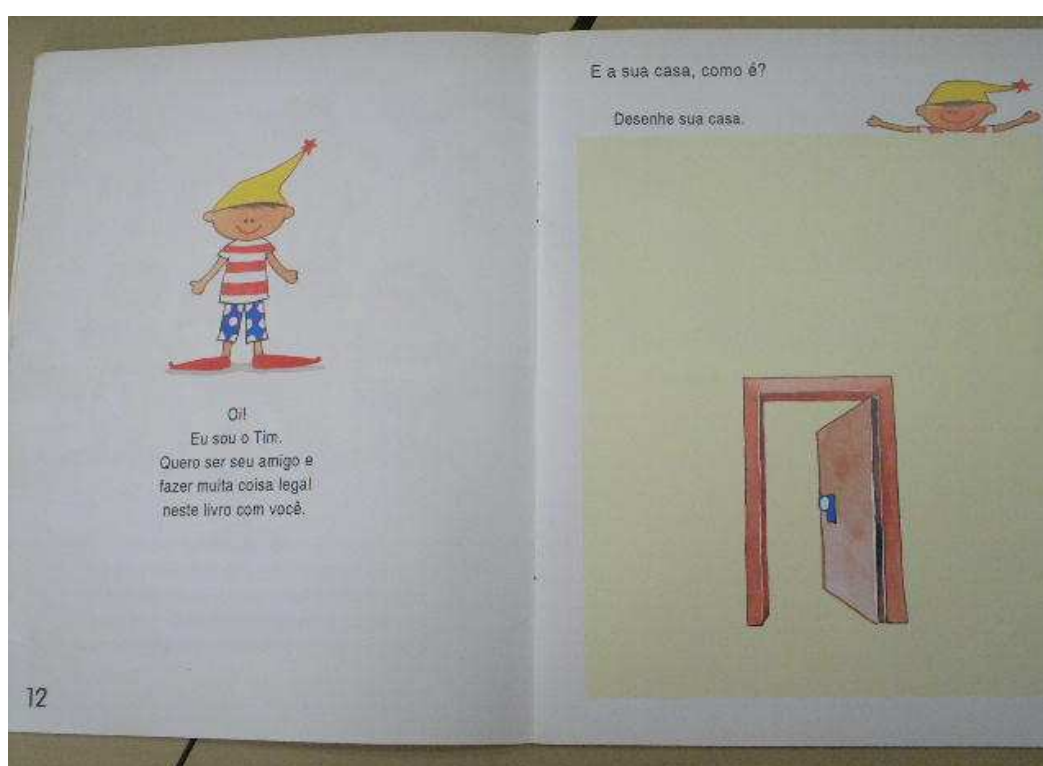 Oi!
Eu sou o Tim.
Quero ser seu amigo e
fazer muita coisa legal
neste livro com você.
12
E a sua casa, como é?
Desenhe sua casa.